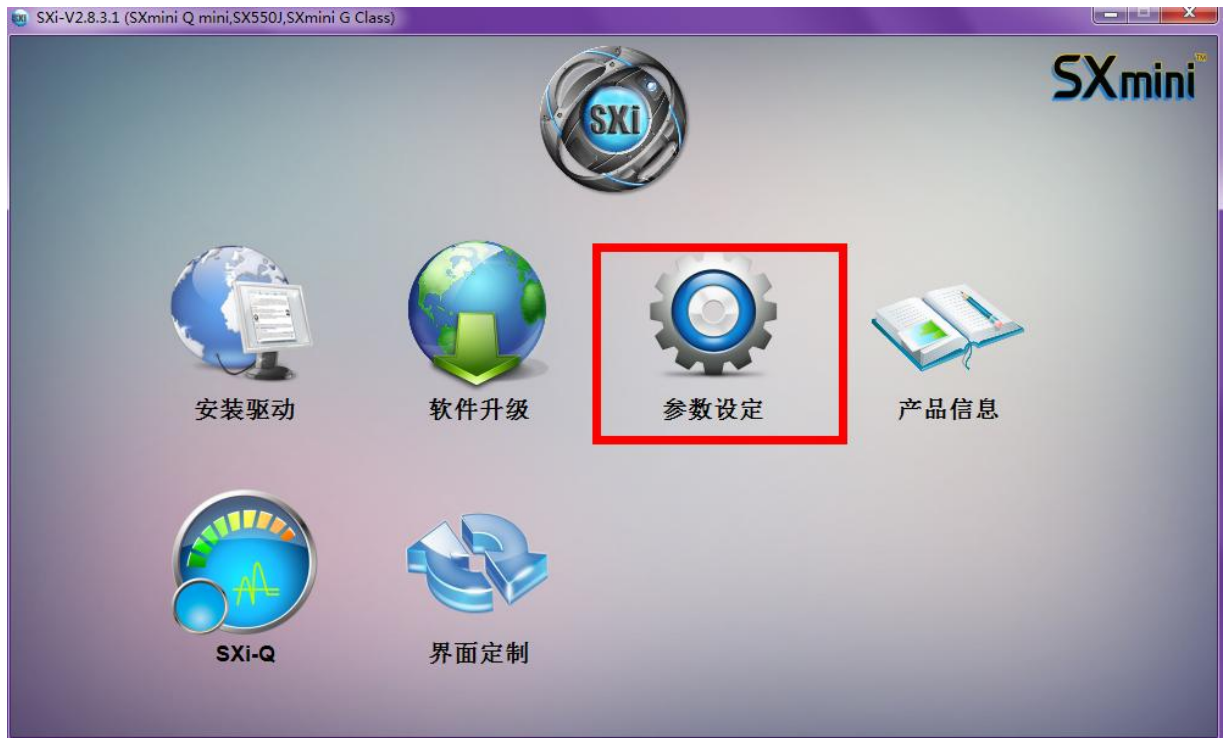 SXi-V2.8.3.1 (SXmini Q mini,SX550J,SXmini G Class)
SXi
SXmini™
安装驱动
软件升级
参数设定
产品信息
SXi-Q
界面定制